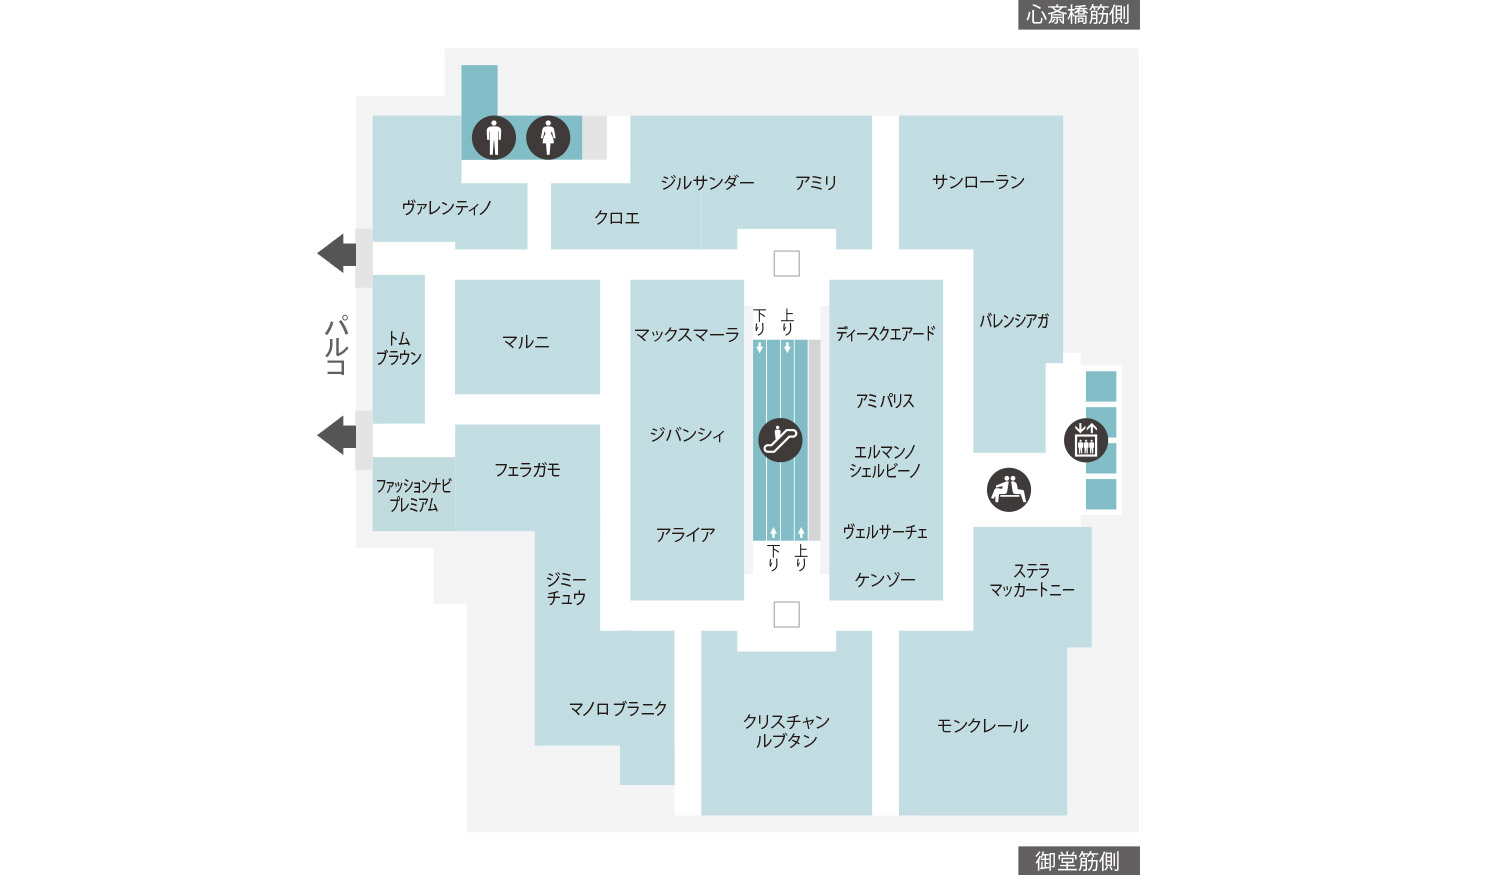 心斎橋筋側
ジルサンダー
アミリ
サンローラン
ヴァレンティノ
クロエ
パルコ
トム
ブラウン
マルニ
マックスマーラ
下り
上り
ディースクエアード
バレンシアガ
アミ パリス
ジバンシィ
エルマンノ
シェルビーノ
フェラガモ
ファッションナビ
プレミアム
アライア
ヴェルサーチェ
下り
上り
ケンゾー
ジミー
チュウ
ステラ
マッカートニー
マノロ ブラニク
クリスチャン
ルブタン
モンクレール
御堂筋側